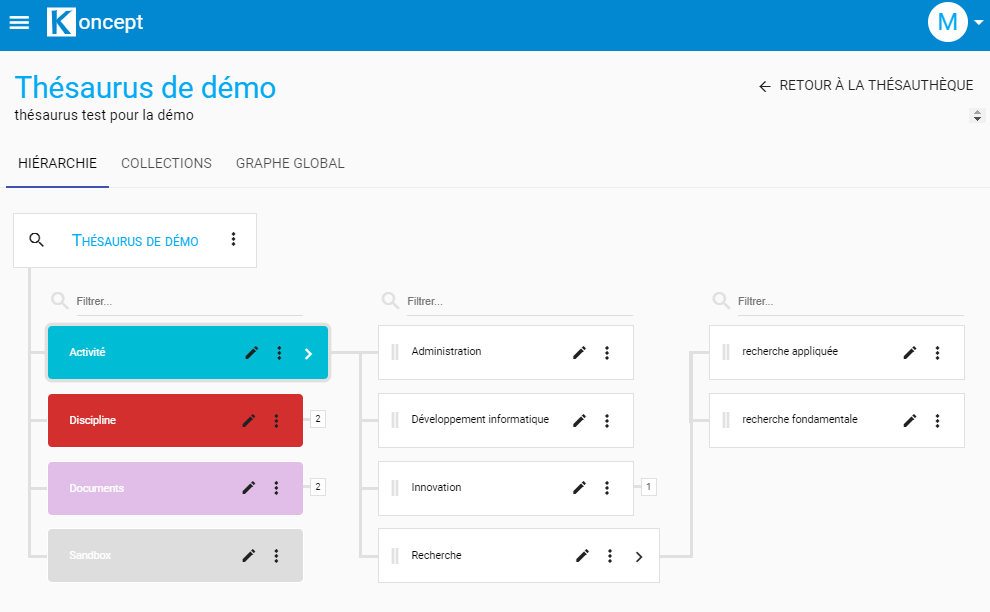 Koncept
M
Thésaurus de démo
← RETOUR À LA THÉSAUTHÈQUE
thésaurus test pour la démo
HIÉRARCHIE COLLECTIONS GRAPHE GLOBAL
Thésaurus de démo
Filtrer... Filtrer... Filtrer...
Activité Administration recherche appliquée
Discipline 2 Développement informatique recherche fondamentale
Documents 2 Innovation 1
Sandbox Recherche